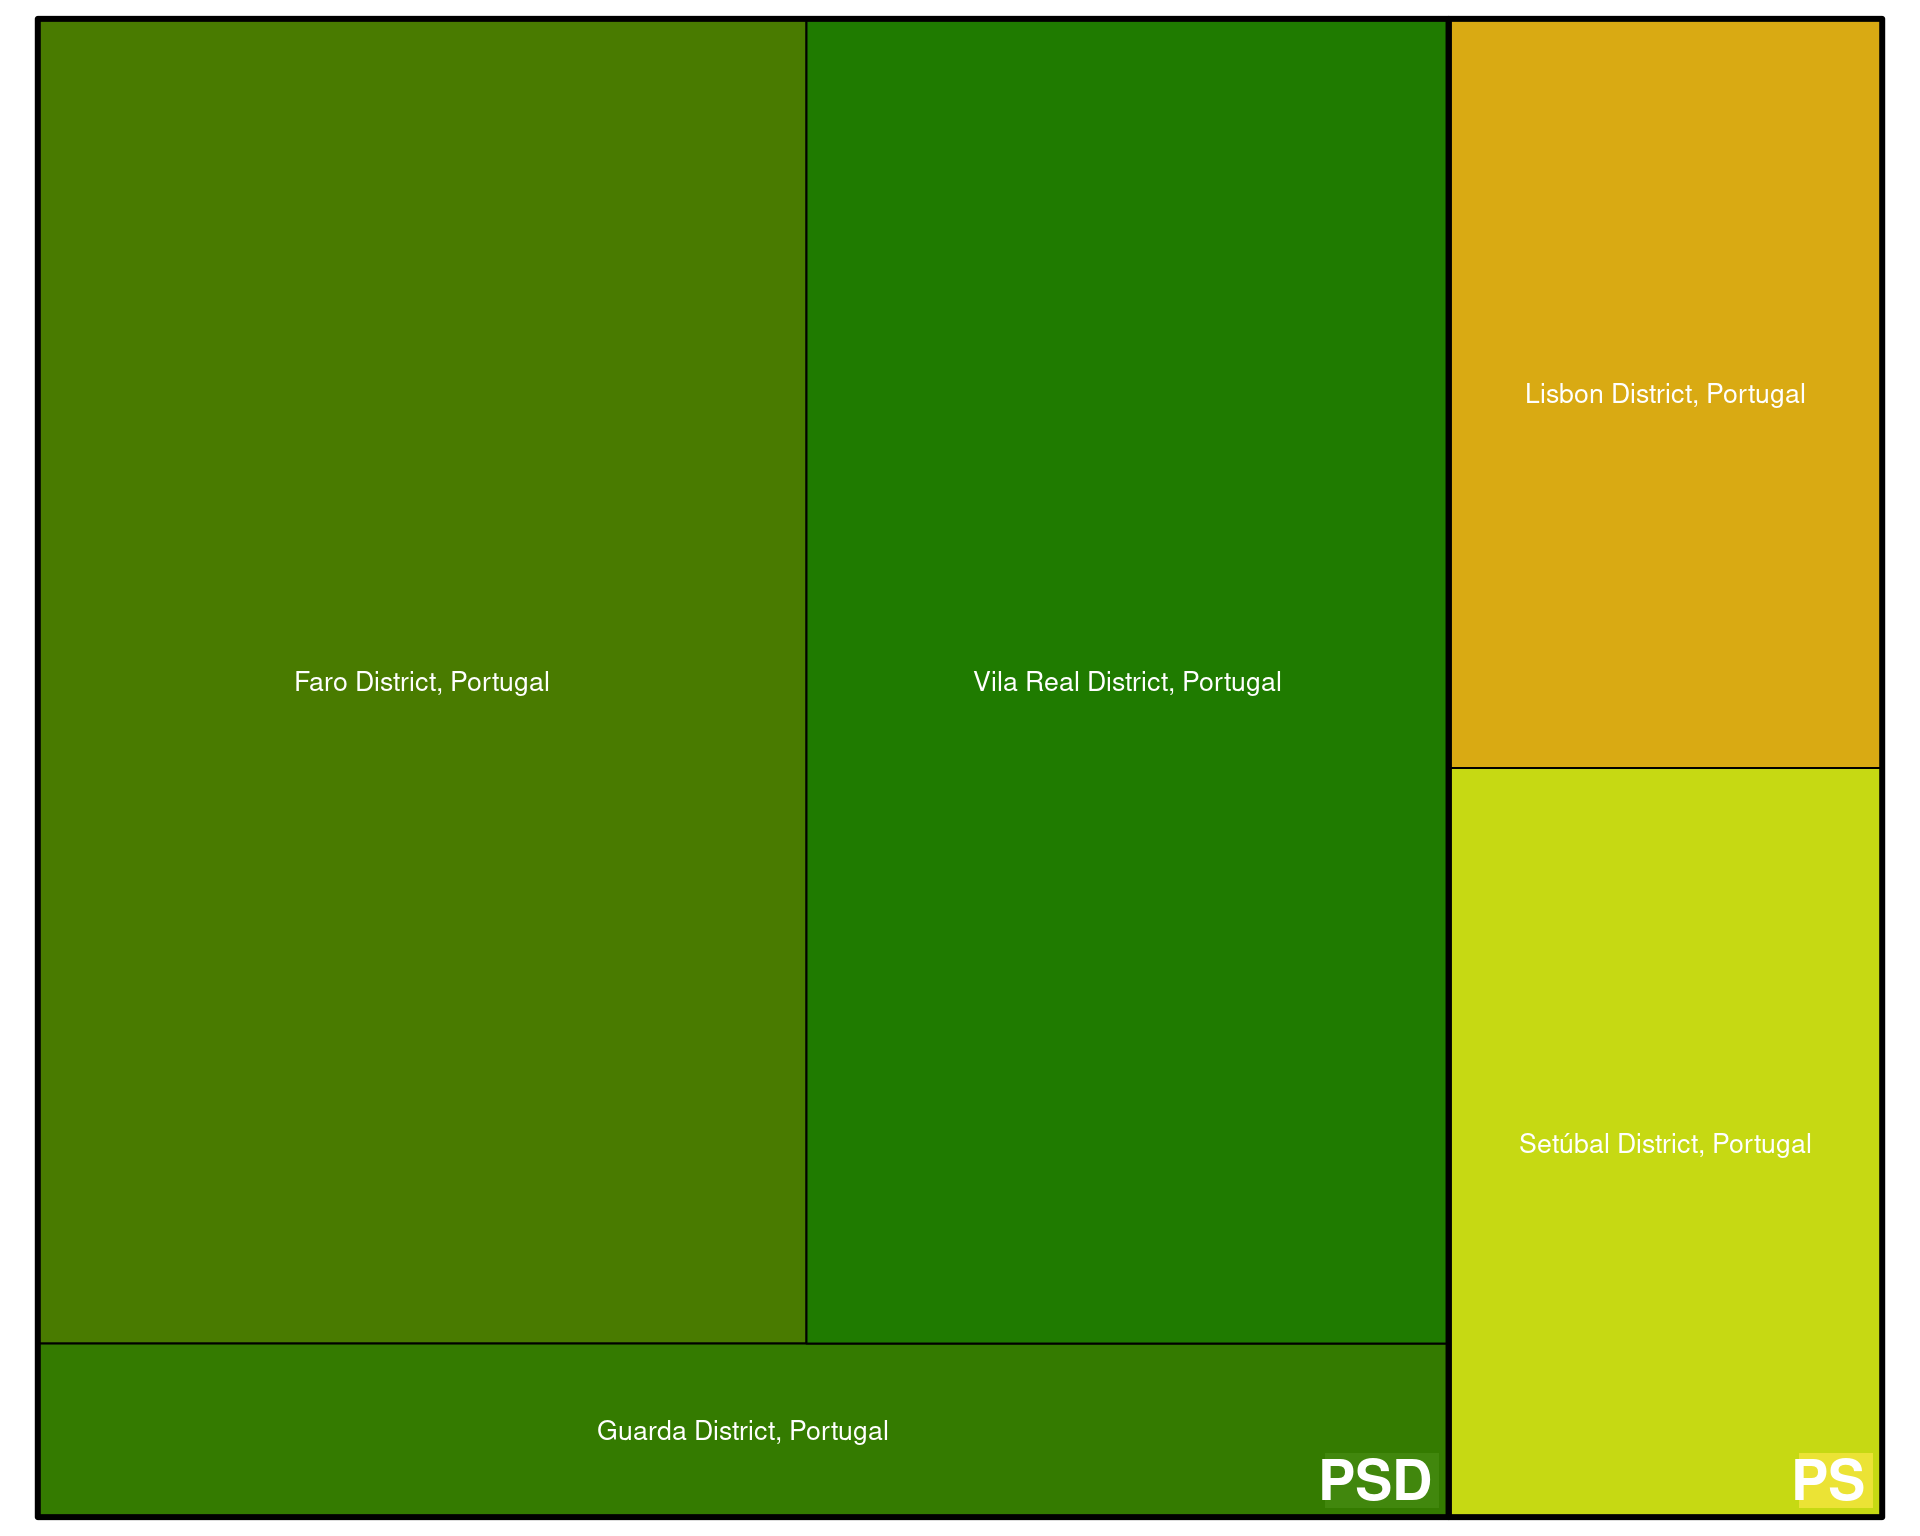 Lisbon District, Portugal
Faro District, Portugal
Vila Real District, Portugal
Setúbal District, Portugal
Guarda District, Portugal
PSD
PS